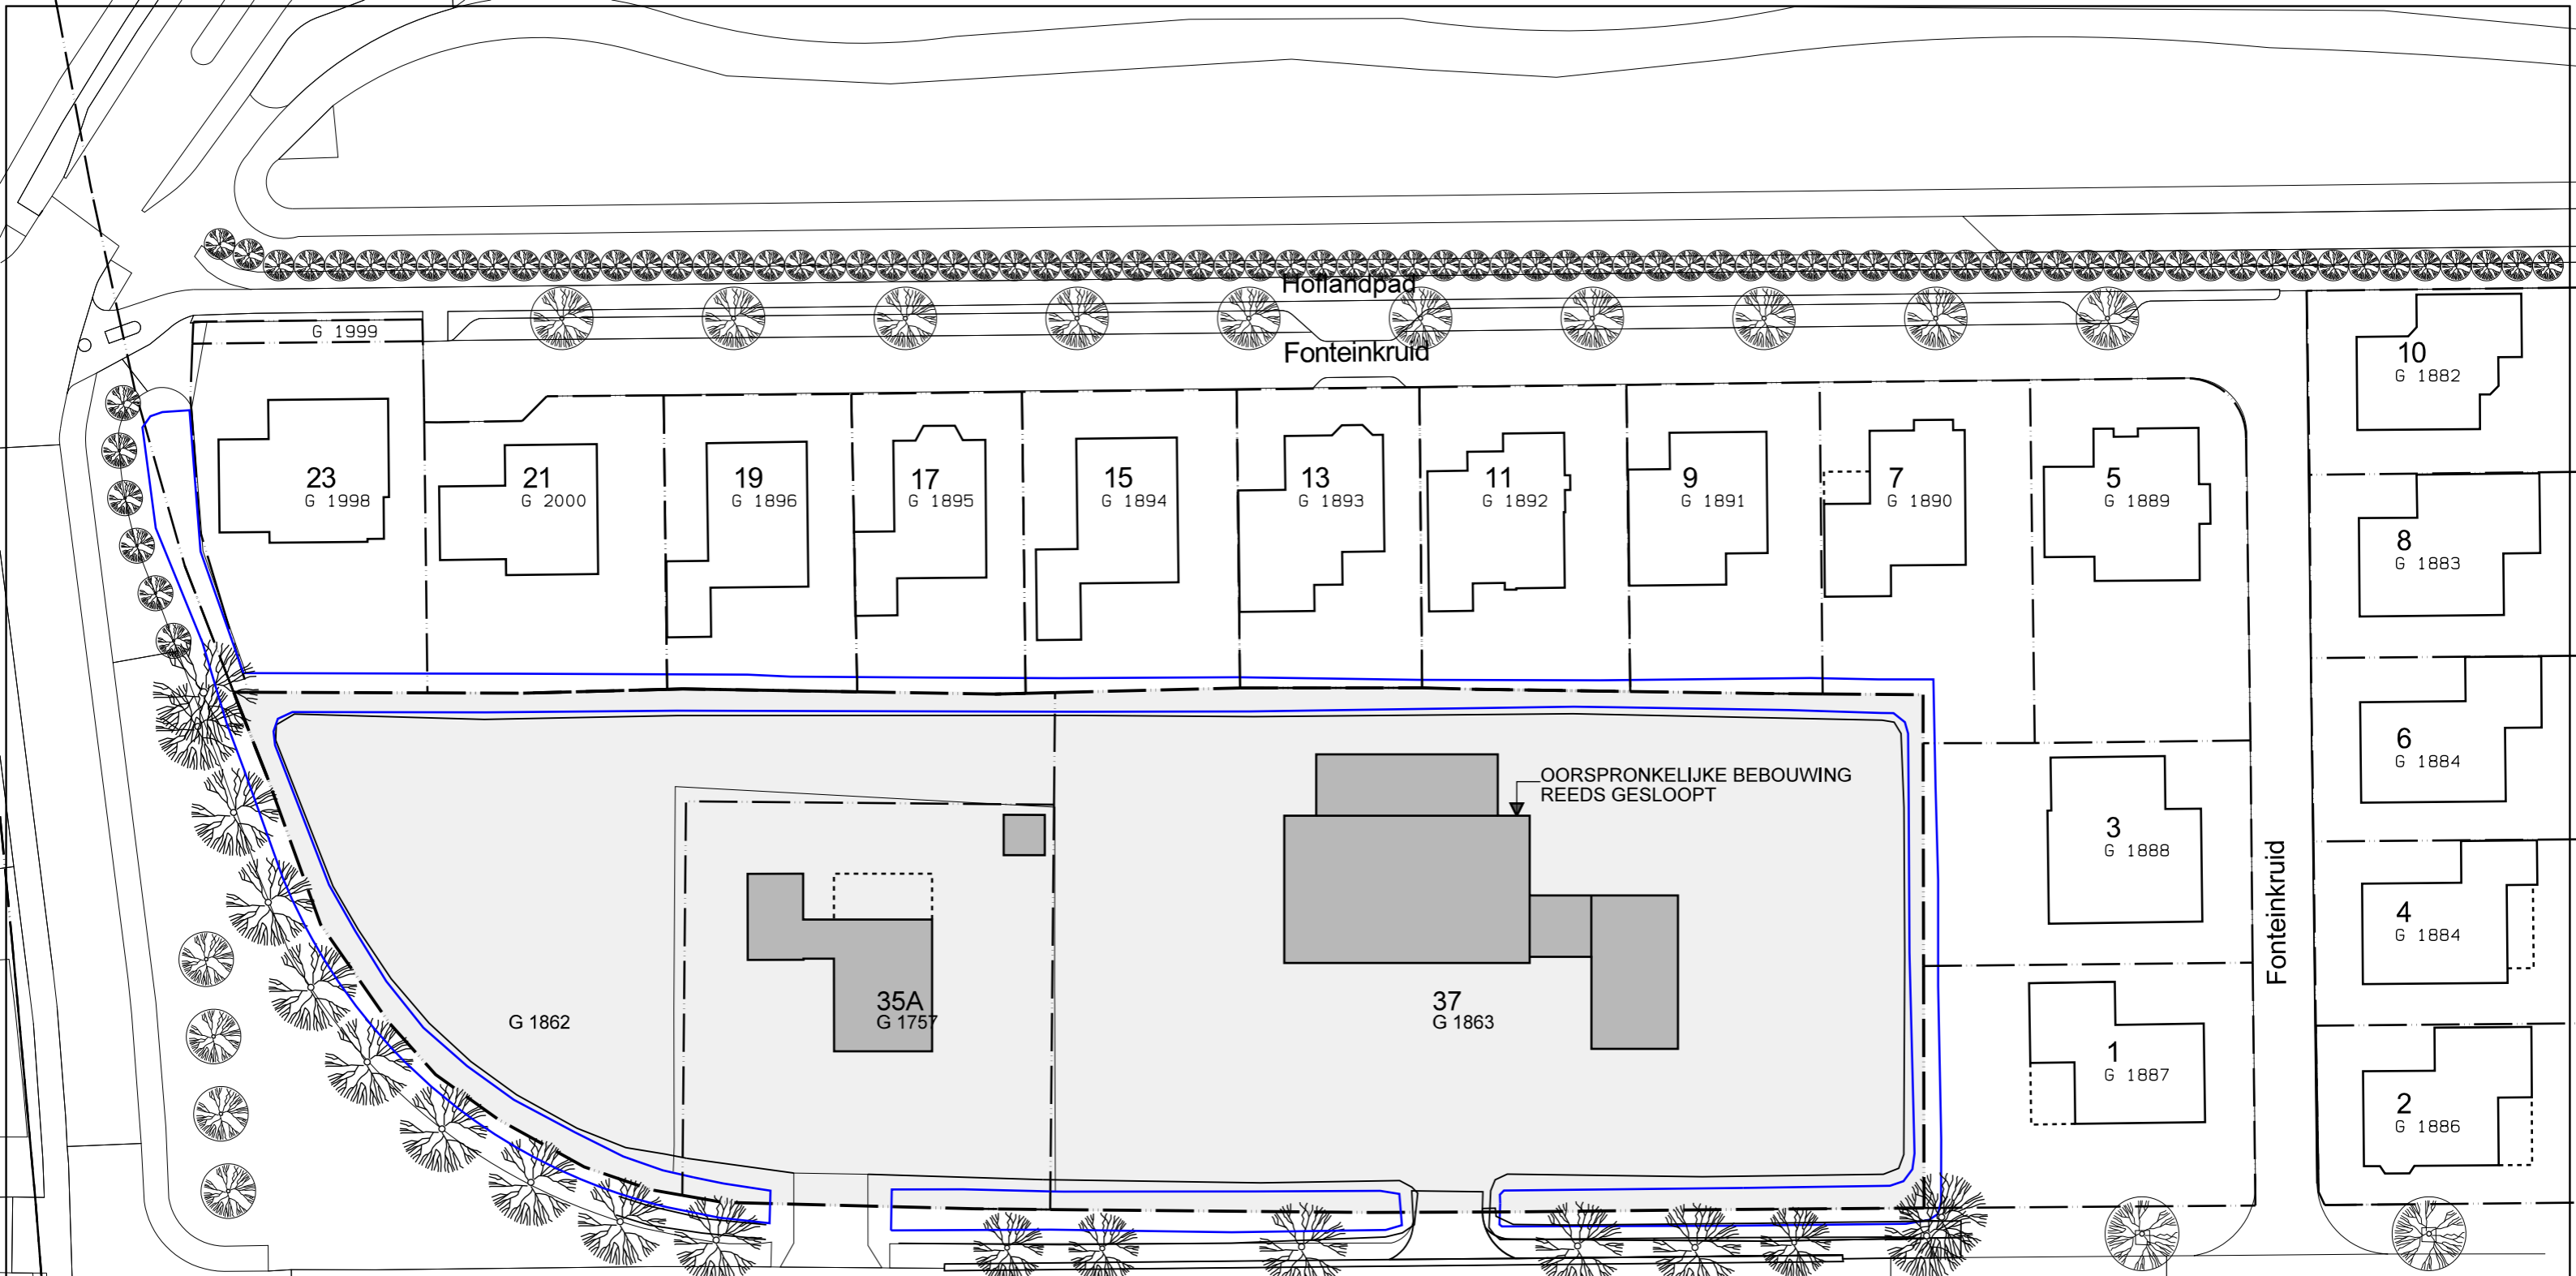 Hoflandpad
G 1999
Fonteinkruid
10
G 1882
23
G 1998
21
G 2000
19
G 1896
17
G 1895
15
G 1894
13
G 1893
11
G 1892
9
G 1891
7
G 1890
5
G 1889
8
G 1883
6
G 1884
OORSPRONKELIJKE BEBOUWING
REEDS GESLOOPT
3
G 1888
Fonteinkruid
4
G 1884
35A
G 1757
G 1862
37
G 1863
1
G 1887
2
G 1886